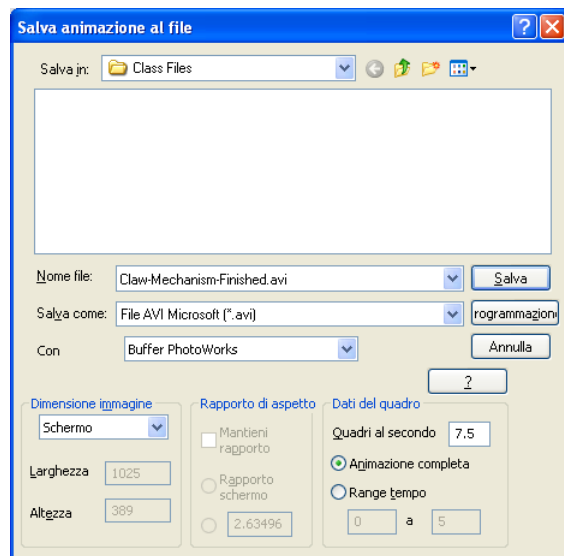 Salva animazione al file
Salva in: Class Files
Nome file: Claw-Mechanism-Finished.avi Salva
Salva come: File AVI Microsoft (*.avi) rogrammazion
Con Buffer PhotoWorks Annulla
?
Dimensione immagine
Schermo
Larghezza 1025
Altezza 389
Rapporto di aspetto
Mantieni
rapporto
Rapporto
schermo
2.63496
Dati del quadro
Quadri al secondo 7.5
Animazione completa
Range tempo
0 a 5